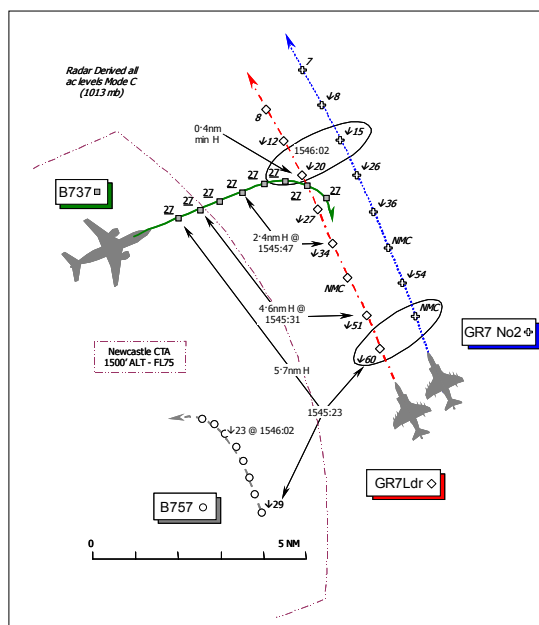 Radar Derived all
ac levels Mode C
(1013 mb)
7
↓8
8
↓12
↓15
0·4nm
min H
1546:02
↓20
↓26
B737
27
27
27
27
27
27
27
27
↓27
↓36
2·4nm H @
1545:47
↓34
NMC
NMC
↓54
4·6nm H @
1545:31
↓51
NMC
GR7 No2
Newcastle CTA
1500' ALT - FL75
↓60
5·7nm H
1545:23
↓23 @ 1546:02
GR7Ldr
B757
↓29
0
5 NM